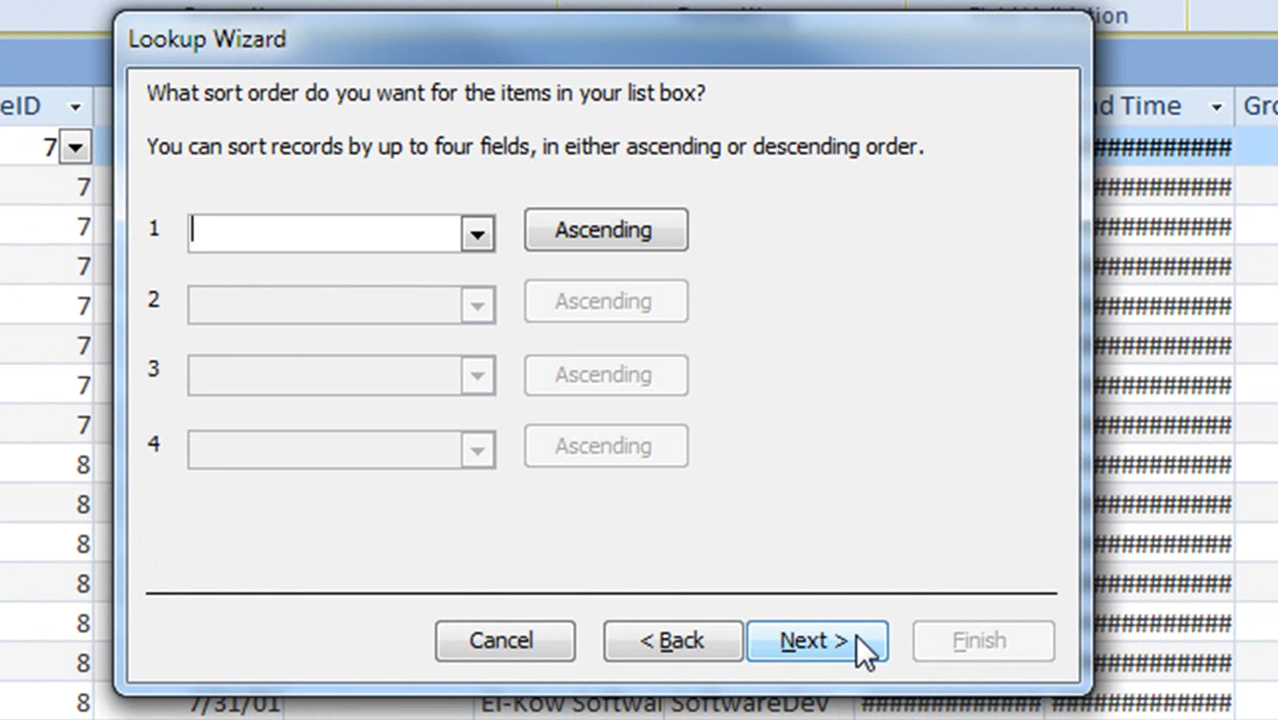 Lookup Wizard
What sort order do you want for the items in your list box?
You can sort records by up to four fields, in either ascending or descending order.
1 Ascending
2 Ascending
3 Ascending
4 Ascending
Cancel < Back Next > Finish
eID d Time Gro
7 ##########
7 ##########
7 ##########
7 ##########
7 ##########
7 ##########
7 ##########
7 ##########
8 ##########
8 ##########
8 ##########
8 ##########
8 ##########
8 ##########
8 7/31/01 El-Kow Softwar SoftwareDev ############# #############